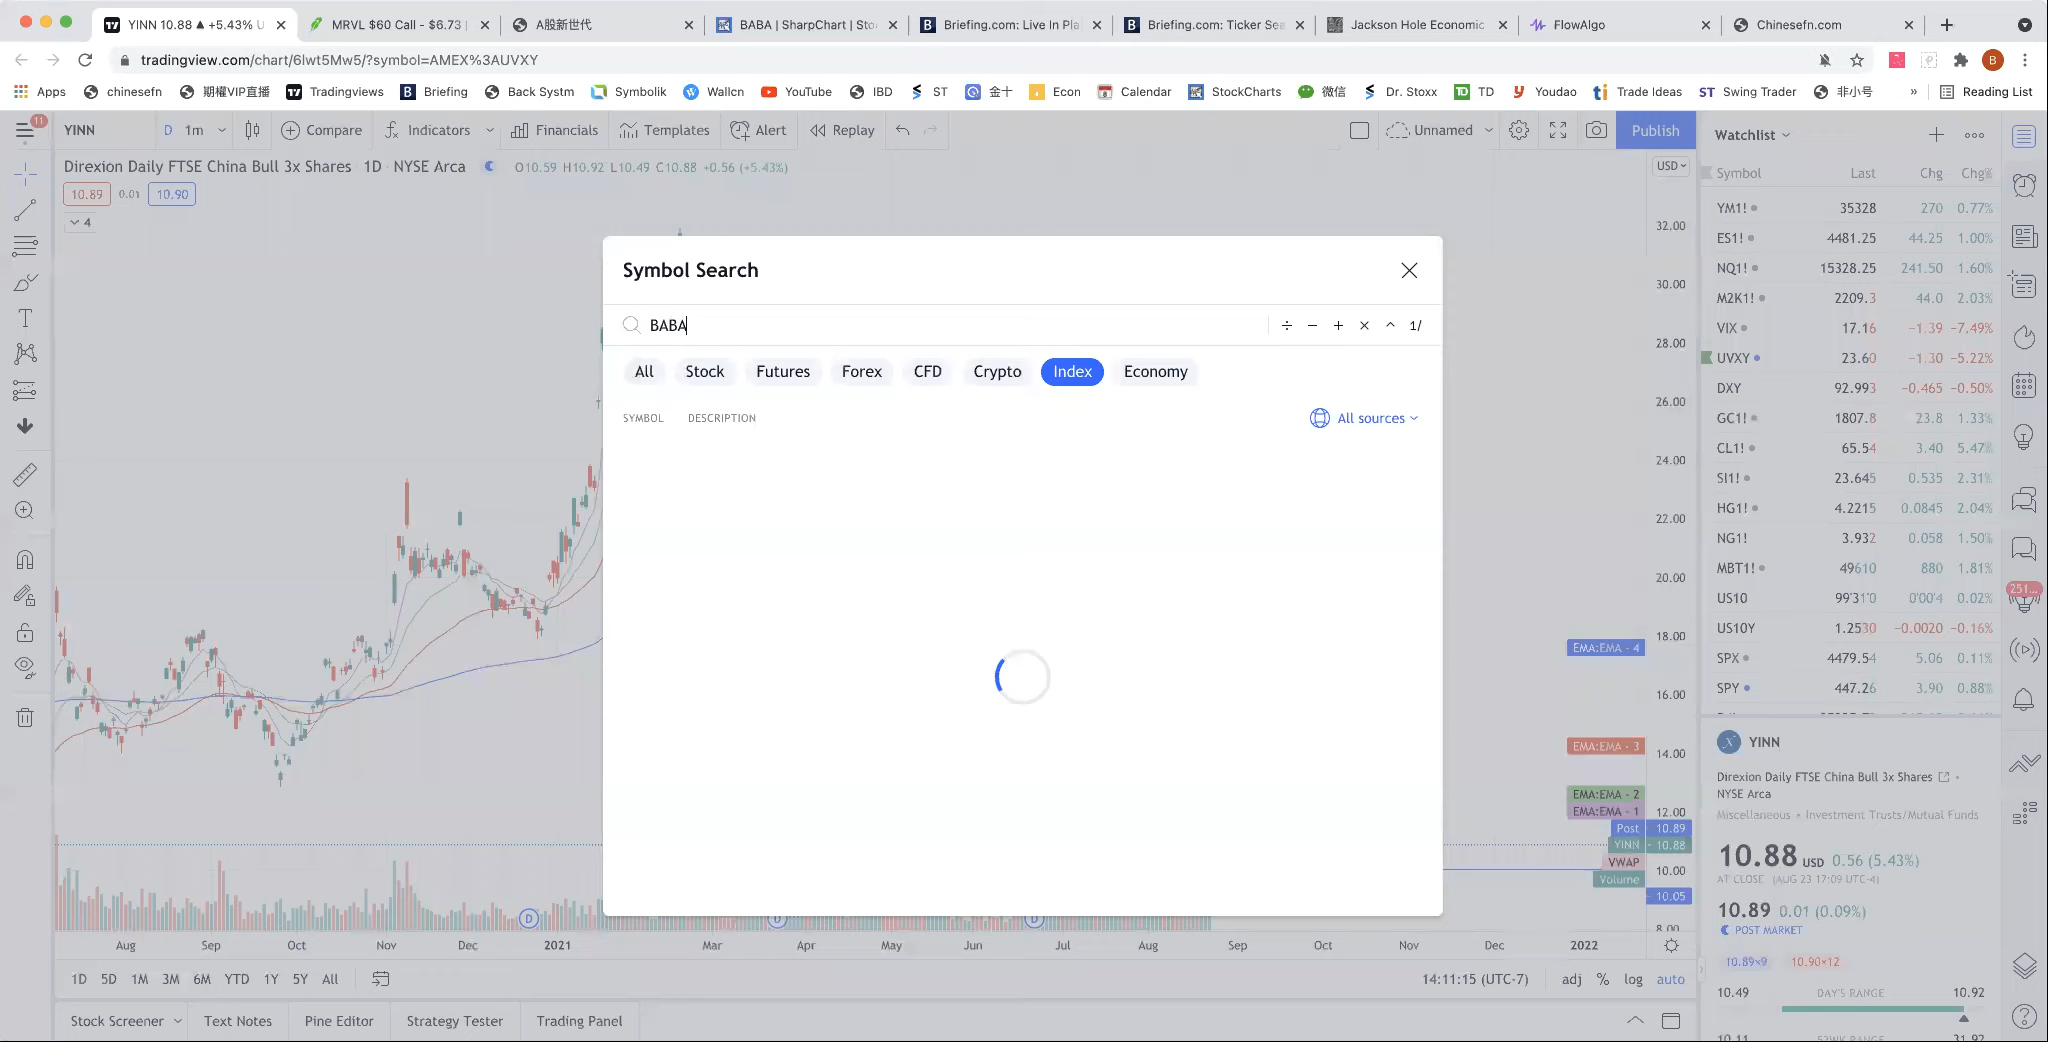 YIN​N 10.88 ▲ +5.43% U
MRVL $60 Call - $6.73 |
A股新世代
BABA | SharpChart | Sto
Briefing.com: Live In Pla
Briefing.com: Ticker Sea
Jackson Hole Economic
FlowAlgo
Chinesefn.com
tradingview.com/chart/6lwt5Mw5/?symbol=AMEX%3AUVXY
B
Apps chinesefn 期權VIP直播 Tradingviews Briefing Back Systm Symbolik Wallcn YouTube IBD ST 金十 Econ Calendar StockCharts 微信 Dr. Stoxx TD Youdao Trade Ideas Swing Trader 非小号 » Reading List
11
YINN D 1m Compare Indicators Financials Templates Alert Replay Unnamed Publish
Direxion Daily FTSE China Bull 3x Shares 1D NYSE Arca O10.59 H10.92 L10.49 C10.88 +0.56 (+5.43%)
10.89 0.01 10.90
4
USD
32.00
30.00
28.00
26.00
24.00
22.00
20.00
18.00
16.00
14.00
12.00
10.00
8.00
EMA:EMA - 4
EMA:EMA - 3
EMA:EMA - 2
EMA:EMA - 1
Post 10.89
YINN - 10.88
VWAP
Volume
10.05
Symbol Search
BABA
÷ − + × ^ 1/
All Stock Futures Forex CFD Crypto Index Economy
SYMBOL DESCRIPTION All sources
D D D
Aug Sep Oct Nov Dec 2021 Mar Apr May Jun Jul Aug Sep Oct Nov Dec 2022
1D 5D 1M 3M 6M YTD 1Y 5Y All 14:11:15 (UTC-7) adj % log auto
Stock Screener Text Notes Pine Editor Strategy Tester Trading Panel
Watchlist
Symbol Last Chg Chg%
YM1! 35328 270 0.77%
ES1! 4481.25 44.25 1.00%
NQ1! 15328.25 241.50 1.60%
M2K1! 2209.3 44.0 2.03%
VIX 17.16 −1.39 −7.49%
UVXY 23.60 −1.30 −5.22%
DXY 92.993 −0.465 −0.50%
GC1! 1807.8 23.8 1.33%
CL1! 65.54 3.40 5.47%
SI1! 23.645 0.535 2.31%
HG1! 4.2215 0.0845 2.04%
NG1! 3.932 0.058 1.50%
MBT1! 49610 880 1.81%
US10 99'31'0 0'00'4 0.02%
US10Y 1.2530 −0.0020 −0.16%
SPX 4479.54 5.06 0.11%
SPY 447.26 3.90 0.88%
YINN
Direxion Daily FTSE China Bull 3x Shares
NYSE Arca
Miscellaneous • Investment Trusts/Mutual Funds
10.88 USD 0.56 (5.43%)
AT CLOSE (AUG 23 17:09 UTC-4)
10.89 0.01 (0.09%)
POST MARKET
10.89×9 10.90×12
10.49 DAY'S RANGE 10.92
10.11 52WK RANGE 31.92
251...